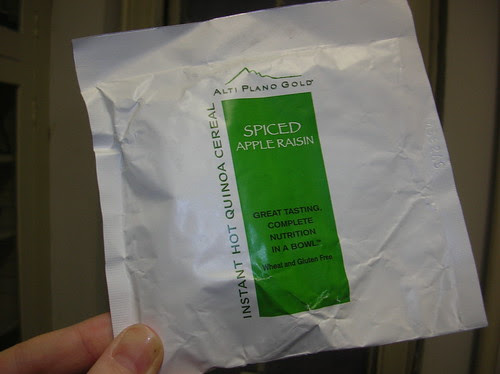 ALTI PLANO GOLD
INSTANT HOT QUINOA CEREAL
SPICED
APPLE RAISIN
GREAT TASTING.
COMPLETE
NUTRITION
IN A BOWL™
Wheat and Gluten Free